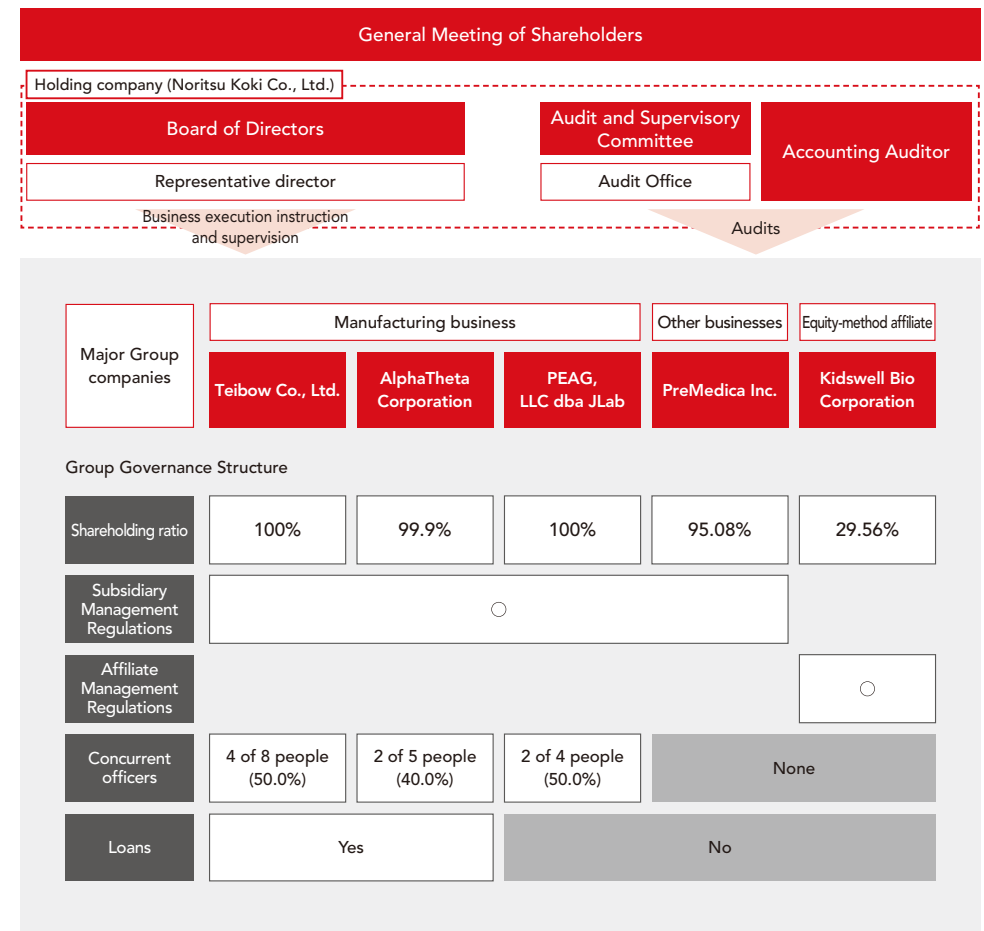 General Meeting of Shareholders
Holding company (Noritsu Koki Co., Ltd.)
Board of Directors
Representative director
Business execution instruction
and supervision
Audit and Supervisory
Committee
Audit Office
Accounting Auditor
Audits
Major Group
companies
Manufacturing business
Other businesses
Equity-method affiliate
Teibow Co., Ltd.
AlphaTheta
Corporation
PEAG,
LLC dba JLab
PreMedica Inc.
Kidswell Bio
Corporation
Group Governance Structure
Shareholding ratio
100%
99.9%
100%
95.08%
29.56%
Subsidiary
Management
Regulations
○
Affiliate
Management
Regulations
○
Concurrent
officers
4 of 8 people
(50.0%)
2 of 5 people
(40.0%)
2 of 4 people
(50.0%)
None
Loans
Yes
No